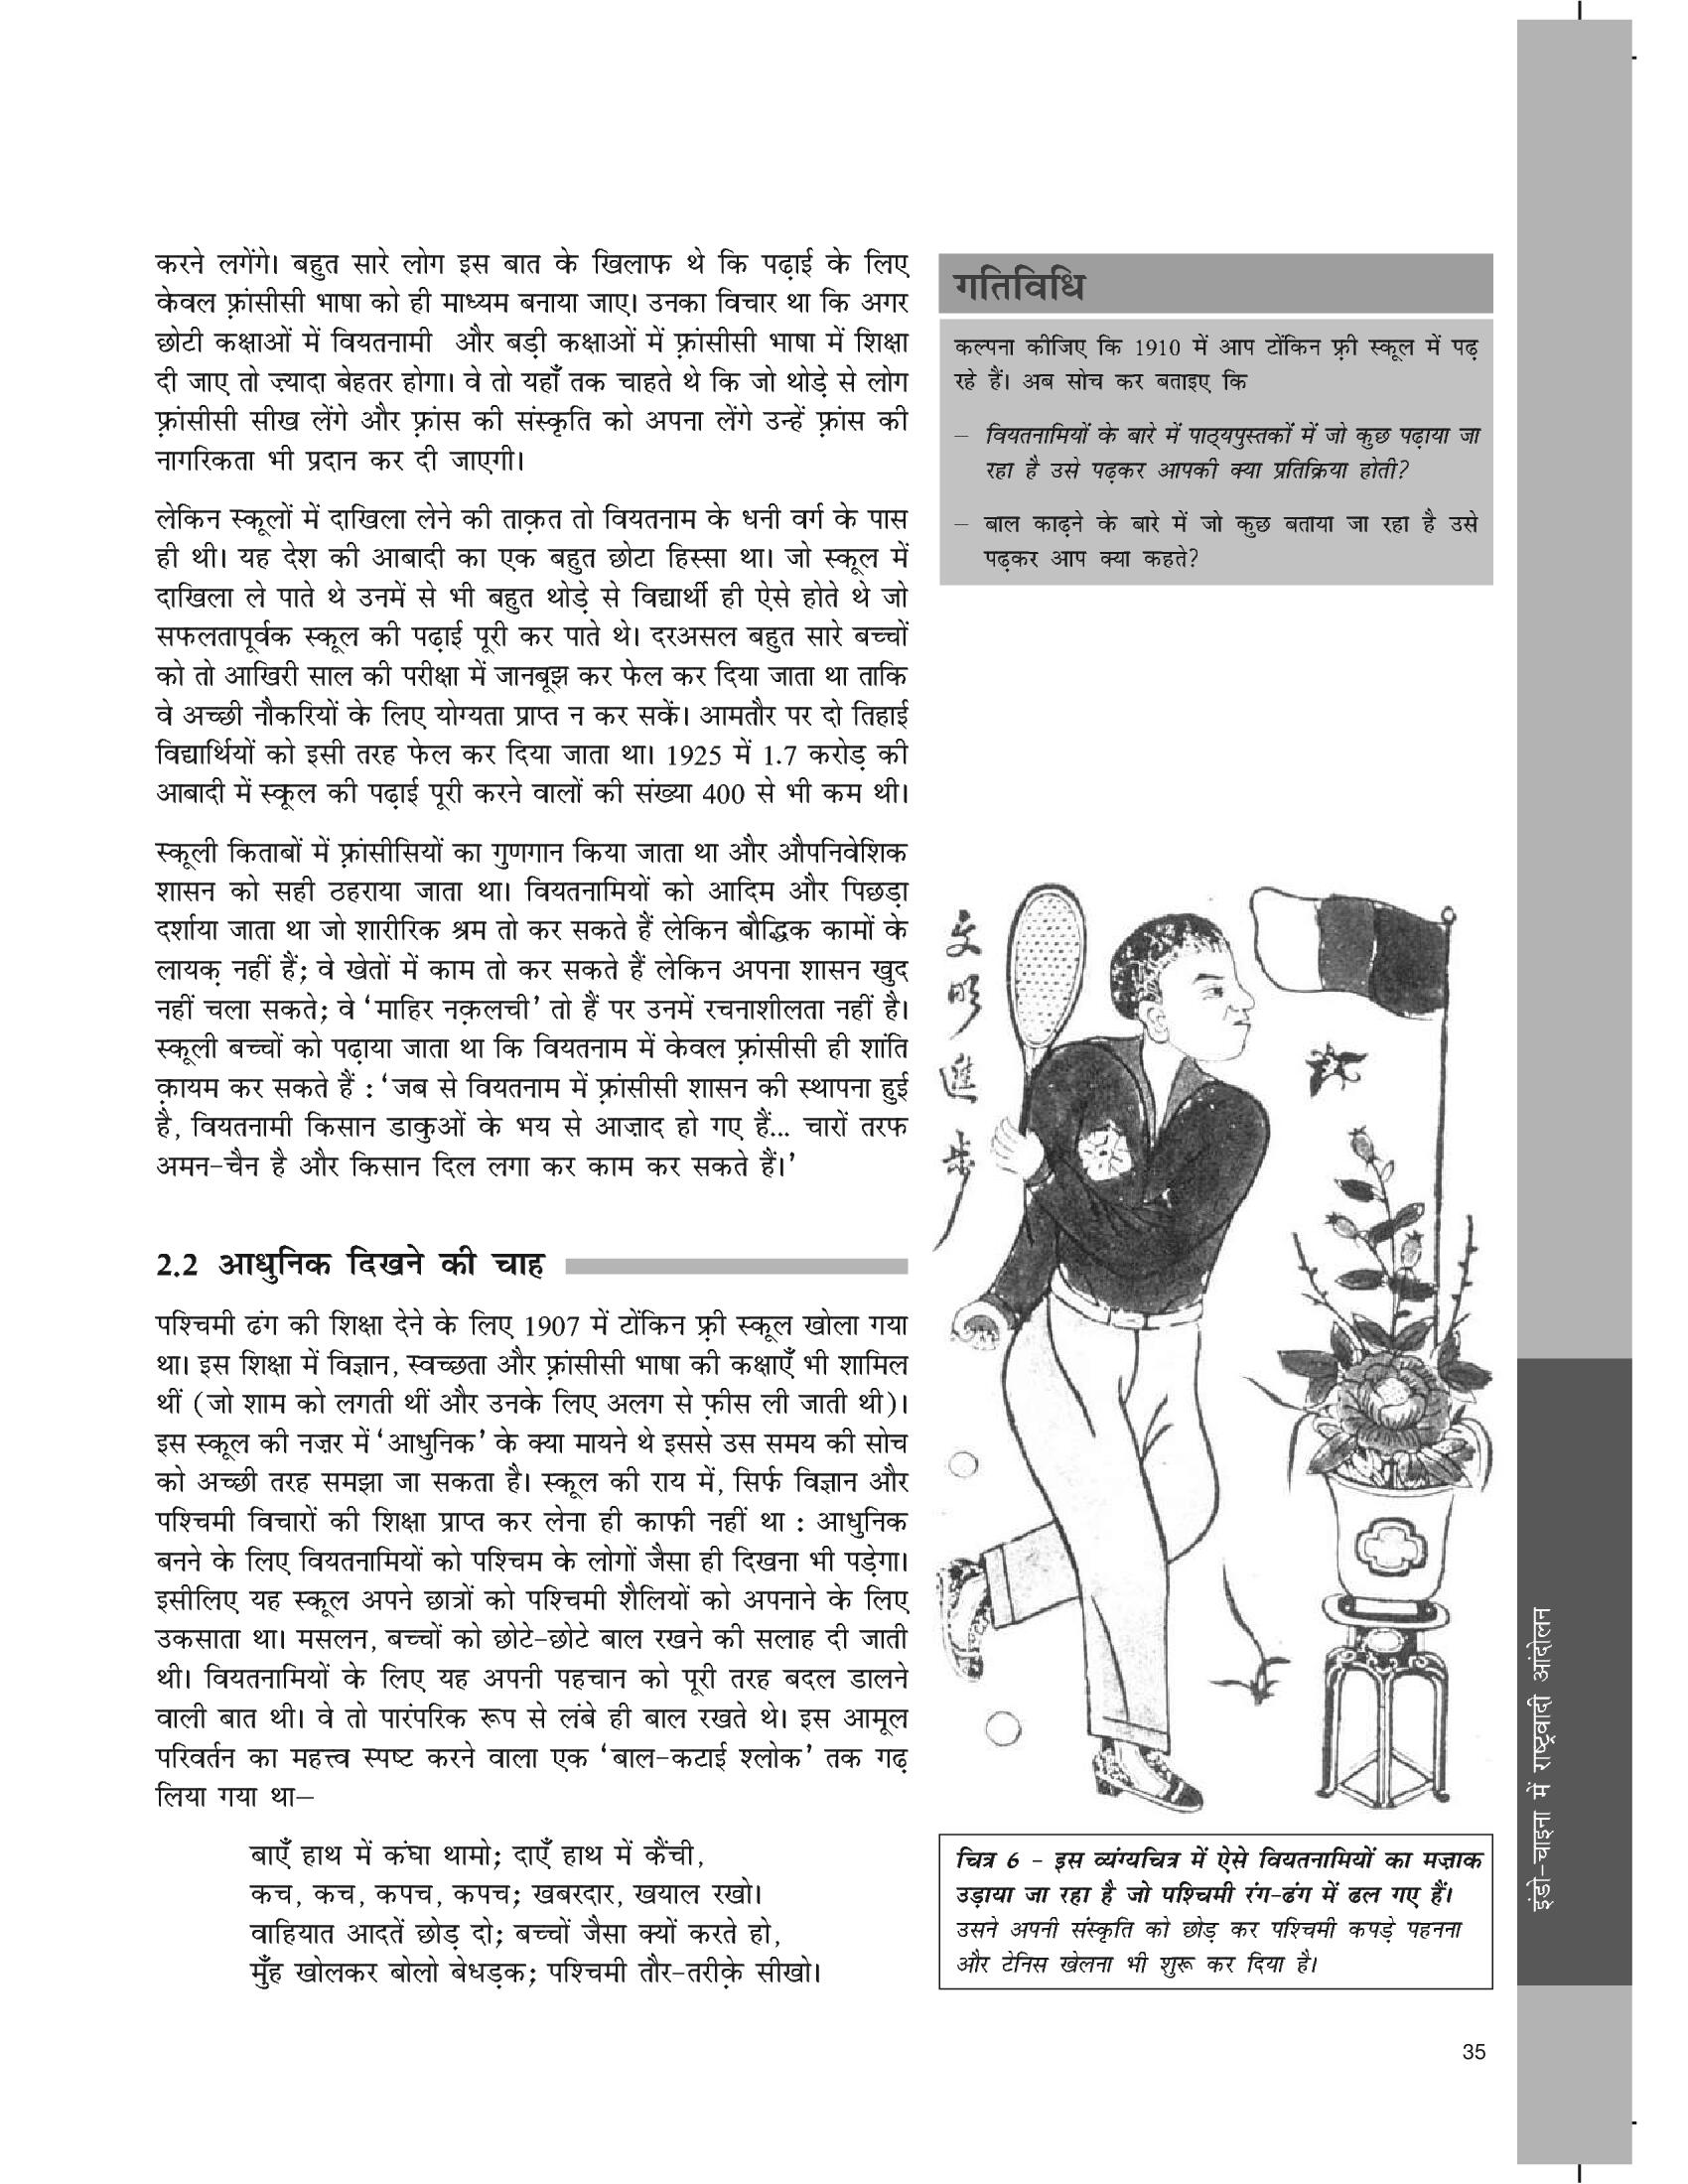 करने लगेंगे। बहुत सारे लोग इस बात के खिलाफ थे कि पढ़ाई के लिए
केवल फ़्रांसीसी भाषा को ही माध्यम बनाया जाए। उनका विचार था कि अगर
छोटी कक्षाओं में वियतनामी और बड़ी कक्षाओं में फ़्रांसीसी भाषा में शिक्षा
दी जाए तो ज़्यादा बेहतर होगा। वे तो यहाँ तक चाहते थे कि जो थोड़े से लोग
फ़्रांसीसी सीख लेंगे और फ़्रांस की संस्कृति को अपना लेंगे उन्हें फ़्रांस की
नागरिकता भी प्रदान कर दी जाएगी।
लेकिन स्कूलों में दाखिला लेने की ताक़त तो वियतनाम के धनी वर्ग के पास
ही थी। यह देश की आबादी का एक बहुत छोटा हिस्सा था। जो स्कूल में
दाखिला ले पाते थे उनमें से भी बहुत थोड़े से विद्यार्थी ही ऐसे होते थे जो
सफलतापूर्वक स्कूल की पढ़ाई पूरी कर पाते थे। दरअसल बहुत सारे बच्चों
को तो आखिरी साल की परीक्षा में जानबूझ कर फेल कर दिया जाता था ताकि
वे अच्छी नौकरियों के लिए योग्यता प्राप्त न कर सकें। आमतौर पर दो तिहाई
विद्यार्थियों को इसी तरह फेल कर दिया जाता था। 1925 में 1.7 करोड़ की
आबादी में स्कूल की पढ़ाई पूरी करने वालों की संख्या 400 से भी कम थी।
स्कूली किताबों में फ़्रांसीसियों का गुणगान किया जाता था और औपनिवेशिक
शासन को सही ठहराया जाता था। वियतनामियों को आदिम और पिछड़ा
दर्शाया जाता था जो शारीरिक श्रम तो कर सकते हैं लेकिन बौद्धिक कामों के
लायक़ नहीं हैं; वे खेतों में काम तो कर सकते हैं लेकिन अपना शासन खुद
नहीं चला सकते; वे ‘माहिर नक़लची’ तो हैं पर उनमें रचनाशीलता नहीं है।
स्कूली बच्चों को पढ़ाया जाता था कि वियतनाम में केवल फ़्रांसीसी ही शांति
क़ायम कर सकते हैं : ‘जब से वियतनाम में फ़्रांसीसी शासन की स्थापना हुई
है, वियतनामी किसान डाकुओं के भय से आज़ाद हो गए हैं... चारों तरफ
अमन-चैन है और किसान दिल लगा कर काम कर सकते हैं।’
2.2 आधुनिक दिखने की चाह
पश्चिमी ढंग की शिक्षा देने के लिए 1907 में टोंकिन फ़्री स्कूल खोला गया
था। इस शिक्षा में विज्ञान, स्वच्छता और फ़्रांसीसी भाषा की कक्षाएँ भी शामिल
थीं (जो शाम को लगती थीं और उनके लिए अलग से फ़ीस ली जाती थी)।
इस स्कूल की नज़र में ‘आधुनिक’ के क्या मायने थे इससे उस समय की सोच
को अच्छी तरह समझा जा सकता है। स्कूल की राय में, सिर्फ विज्ञान और
पश्चिमी विचारों की शिक्षा प्राप्त कर लेना ही काफी नहीं था : आधुनिक
बनने के लिए वियतनामियों को पश्चिम के लोगों जैसा ही दिखना भी पड़ेगा।
इसीलिए यह स्कूल अपने छात्रों को पश्चिमी शैलियों को अपनाने के लिए
उकसाता था। मसलन, बच्चों को छोटे-छोटे बाल रखने की सलाह दी जाती
थी। वियतनामियों के लिए यह अपनी पहचान को पूरी तरह बदल डालने
वाली बात थी। वे तो पारंपरिक रूप से लंबे ही बाल रखते थे। इस आमूल
परिवर्तन का महत्त्व स्पष्ट करने वाला एक ‘बाल-कटाई श्लोक’ तक गढ़
लिया गया था—
बाएँ हाथ में कंघा थामो; दाएँ हाथ में कैंची,
कच, कच, कपच, कपच; खबरदार, खयाल रखो।
वाहियात आदतें छोड़ दो; बच्चों जैसा क्यों करते हो,
मुँह खोलकर बोलो बेधड़क; पश्चिमी तौर-तरीक़े सीखो।
गतिविधि
कल्पना कीजिए कि 1910 में आप टोंकिन फ़्री स्कूल में पढ़
रहे हैं। अब सोच कर बताइए कि
– वियतनामियों के बारे में पाठ्यपुस्तकों में जो कुछ पढ़ाया जा
रहा है उसे पढ़कर आपकी क्या प्रतिक्रिया होती?
– बाल काढ़ने के बारे में जो कुछ बताया जा रहा है उसे
पढ़कर आप क्या कहते?
文明進步
चित्र 6 - इस व्यंग्यचित्र में ऐसे वियतनामियों का मज़ाक
उड़ाया जा रहा है जो पश्चिमी रंग-ढंग में ढल गए हैं।
उसने अपनी संस्कृति को छोड़ कर पश्चिमी कपड़े पहनना
और टेनिस खेलना भी शुरू कर दिया है।
इंडो-चाइना में राष्ट्रवादी आंदोलन
35